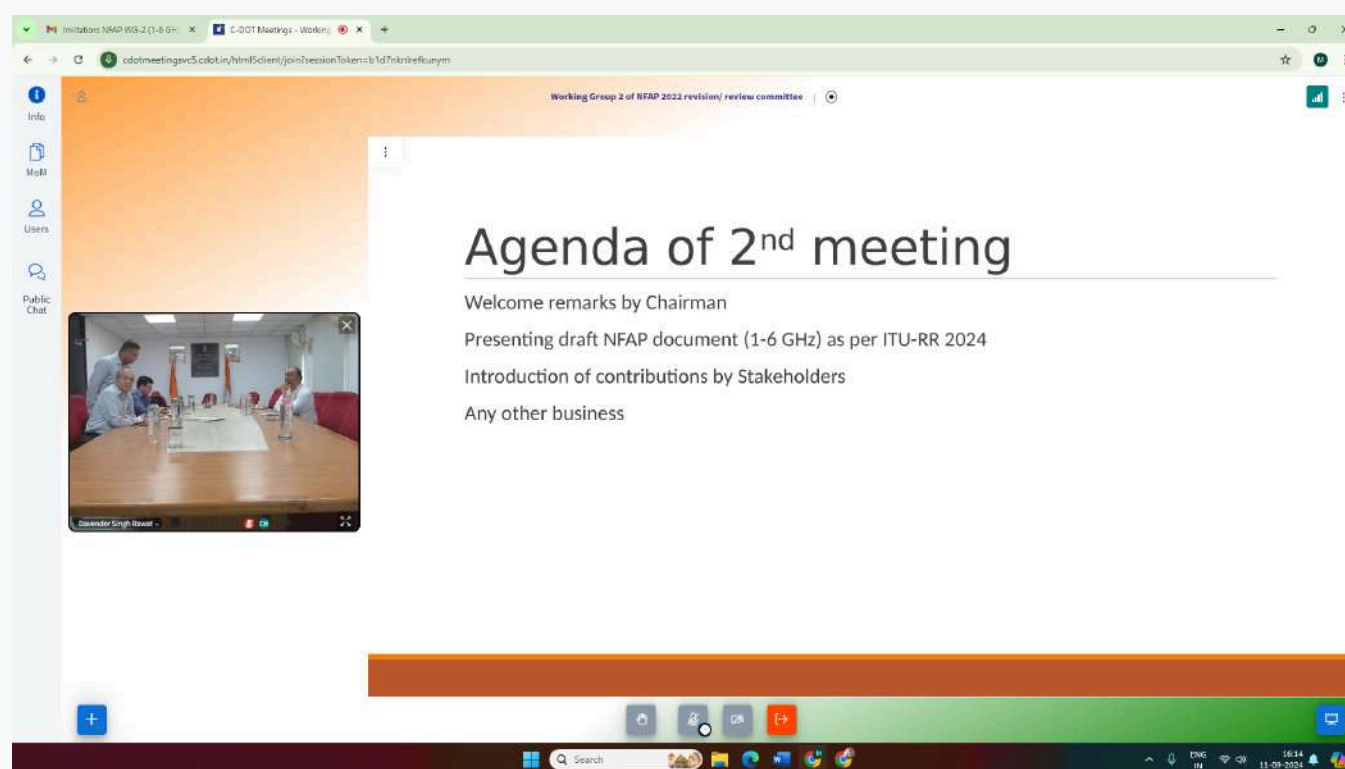 Invitation: NFAP WG-2 (1-6 GH
C-DOT Meetings - Working
cdotmeetingsvc5.cdot.in/html5client/join?sessionToken=b1d7nknirefkunym
M
Info
MoM
Users
Public
Chat
Working Group 2 of NFAP 2022 revision/ review committee
Agenda of 2nd meeting
Welcome remarks by Chairman
Presenting draft NFAP document (1-6 GHz) as per ITU-RR 2024
Introduction of contributions by Stakeholders
Any other business
Davender Singh Rawat
Search
ENG
IN
16:14
11-09-2024